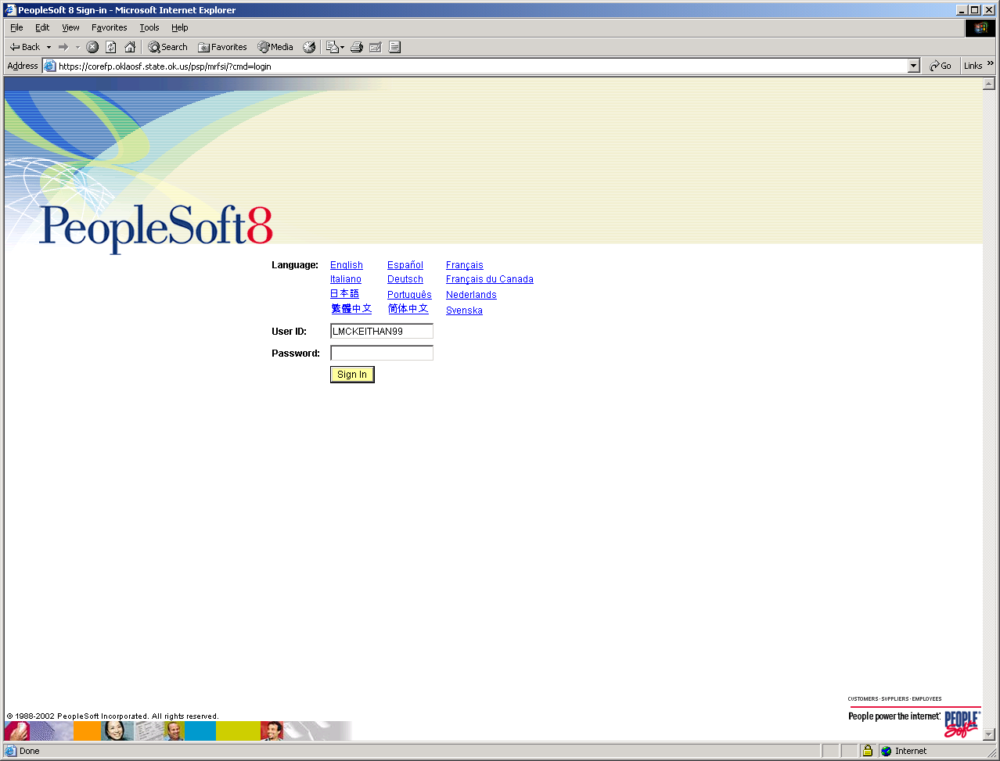 PeopleSoft 8 Sign-in - Microsoft Internet Explorer
File Edit View Favorites Tools Help
Back Search Favorites Media
Address https://corefp.oklaosf.state.ok.us/psp/mrfsi/?cmd=login Go Links »
PeopleSoft8
Language: English Español Français
Italiano Deutsch Français du Canada
日本語 Português Nederlands
繁體中文 简体中文 Svenska
User ID: LMCKEITHAN99
Password:
Sign In
CUSTOMERS · SUPPLIERS · EMPLOYEES
© 1988-2002 PeopleSoft Incorporated. All rights reserved.
People power the internet.™
PEOPLE
Soft
Done Internet